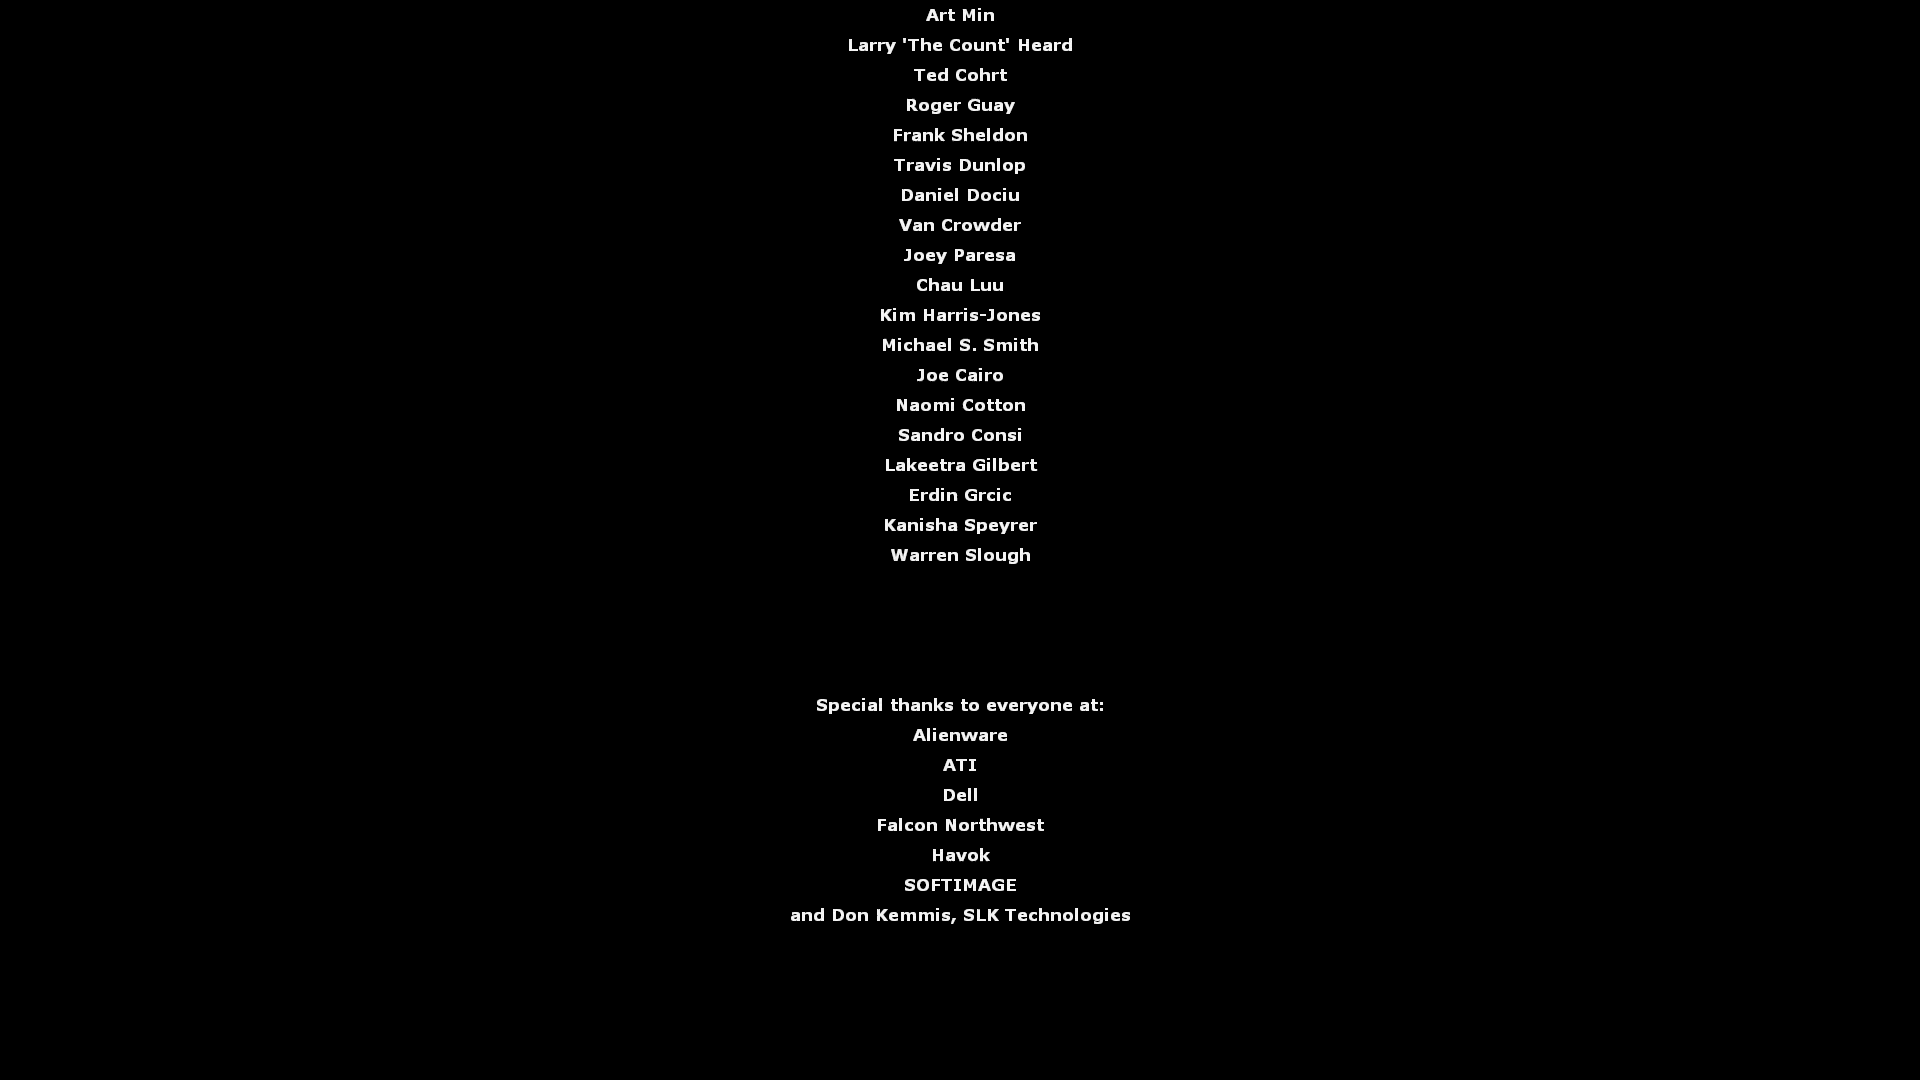 Art Min
Larry 'The Count' Heard
Ted Cohrt
Roger Guay
Frank Sheldon
Travis Dunlop
Daniel Dociu
Van Crowder
Joey Paresa
Chau Luu
Kim Harris-Jones
Michael S. Smith
Joe Cairo
Naomi Cotton
Sandro Consi
Lakeetra Gilbert
Erdin Grcic
Kanisha Speyrer
Warren Slough
Special thanks to everyone at:
Alienware
ATI
Dell
Falcon Northwest
Havok
SOFTIMAGE
and Don Kemmis, SLK Technologies